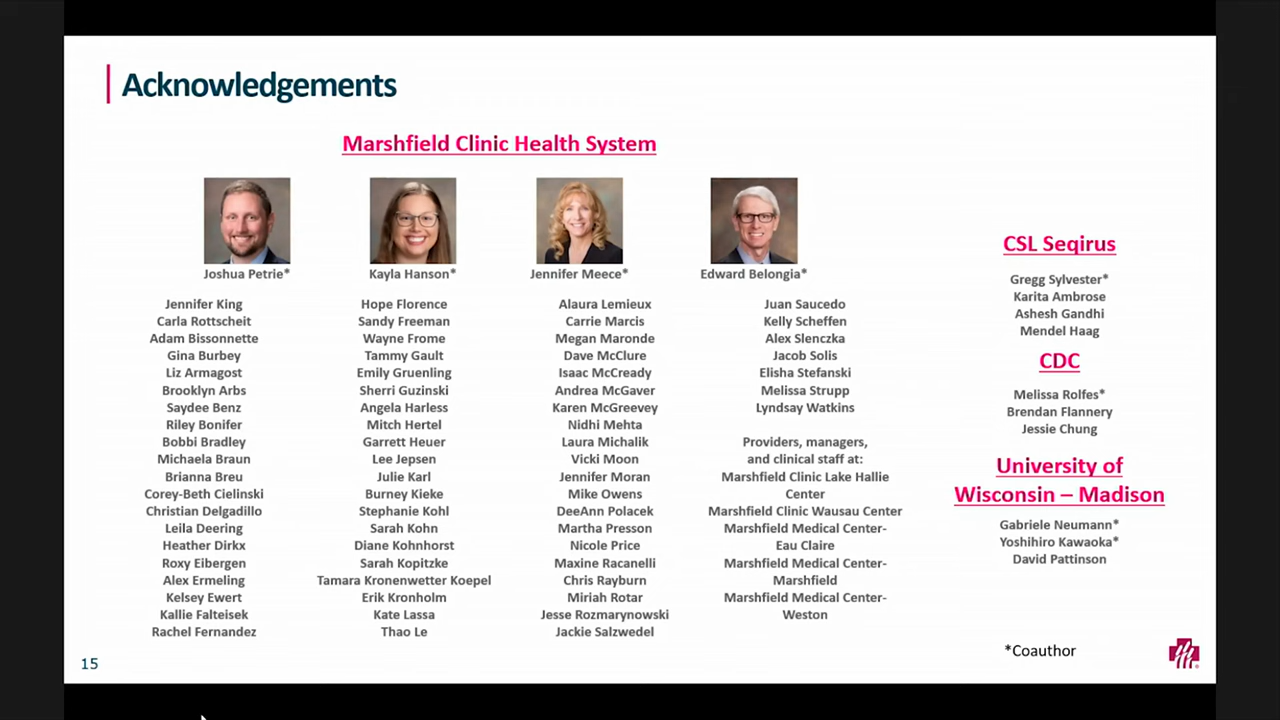 Acknowledgements
Marshfield Clinic Health System
Joshua Petrie*
Kayla Hanson*
Jennifer Meece*
Edward Belongia*
Jennifer King
Carla Rottscheit
Adam Bissonnette
Gina Burbey
Liz Armagost
Brooklyn Arbs
Saydee Benz
Riley Bonifer
Bobbi Bradley
Michaela Braun
Brianna Breu
Corey-Beth Cielinski
Christian Delgadillo
Leila Deering
Heather Dirkx
Roxy Eibergen
Alex Ermeling
Kelsey Ewert
Kallie Falteisek
Rachel Fernandez
Hope Florence
Sandy Freeman
Wayne Frome
Tammy Gault
Emily Gruenling
Sherri Guzinski
Angela Harless
Mitch Hertel
Garrett Heuer
Lee Jepsen
Julie Karl
Burney Kieke
Stephanie Kohl
Sarah Kohn
Diane Kohnhorst
Sarah Kopitzke
Tamara Kronenwetter Koepel
Erik Kronholm
Kate Lassa
Thao Le
Alaura Lemieux
Carrie Marcis
Megan Maronde
Dave McClure
Isaac McCready
Andrea McGaver
Karen McGreevey
Nidhi Mehta
Laura Michalik
Vicki Moon
Jennifer Moran
Mike Owens
DeeAnn Polacek
Martha Presson
Nicole Price
Maxine Racanelli
Chris Rayburn
Miriah Rotar
Jesse Rozmarynowski
Jackie Salzwedel
Juan Saucedo
Kelly Scheffen
Alex Slenczka
Jacob Solis
Elisha Stefanski
Melissa Strupp
Lyndsay Watkins
Providers, managers,
and clinical staff at:
Marshfield Clinic Lake Hallie
Center
Marshfield Clinic Wausau Center
Marshfield Medical Center-
Eau Claire
Marshfield Medical Center-
Marshfield
Marshfield Medical Center-
Weston
CSL Seqirus
Gregg Sylvester*
Karita Ambrose
Ashesh Gandhi
Mendel Haag
CDC
Melissa Rolfes*
Brendan Flannery
Jessie Chung
University of
Wisconsin – Madison
Gabriele Neumann*
Yoshihiro Kawaoka*
David Pattinson
*Coauthor
15